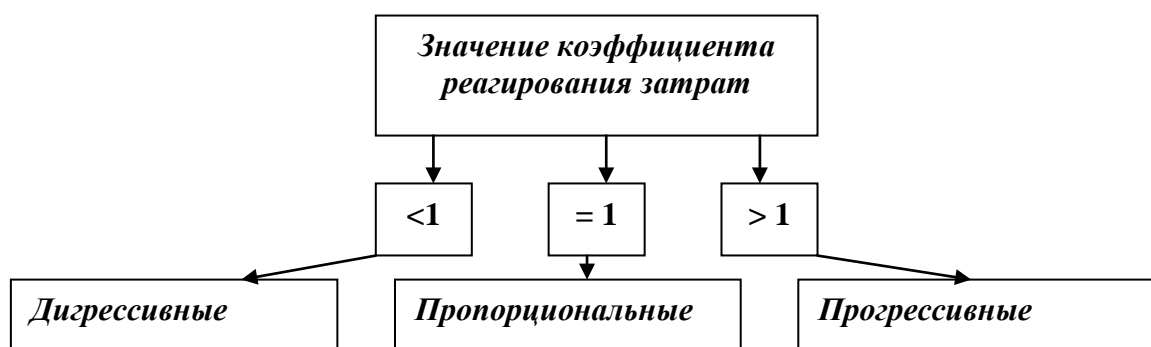 Значение коэффициента
реагирования затрат
<1
= 1
> 1
Дигрессивные
Пропорциональные
Прогрессивные